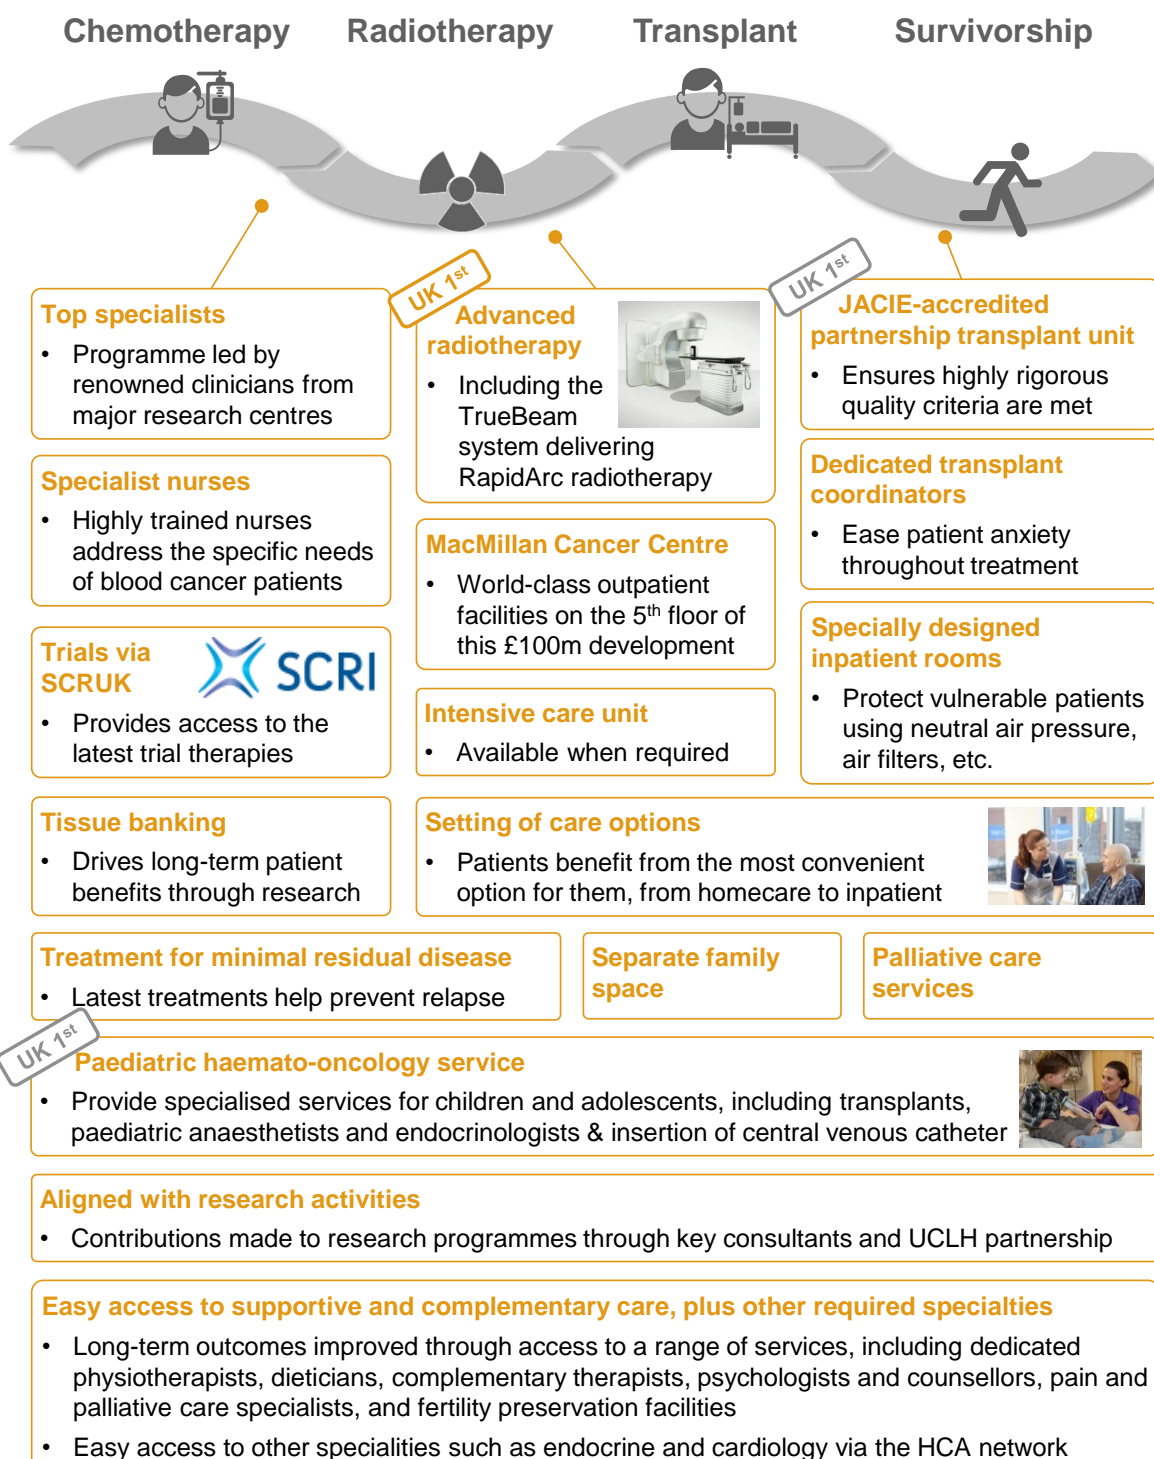 Chemotherapy
Radiotherapy
Transplant
Survivorship
Top specialists
• Programme led by
renowned clinicians from
major research centres
Specialist nurses
• Highly trained nurses
address the specific needs
of blood cancer patients
Trials via
SCRUK
SCRI
• Provides access to the
latest trial therapies
Tissue banking
• Drives long-term patient
benefits through research
UK 1st
Advanced
radiotherapy
• Including the
TrueBeam
system delivering
RapidArc radiotherapy
MacMillan Cancer Centre
• World-class outpatient
facilities on the 5th floor of
this £100m development
Intensive care unit
• Available when required
UK 1st
JACIE-accredited
partnership transplant unit
• Ensures highly rigorous
quality criteria are met
Dedicated transplant
coordinators
• Ease patient anxiety
throughout treatment
Specially designed
inpatient rooms
• Protect vulnerable patients
using neutral air pressure,
air filters, etc.
Setting of care options
• Patients benefit from the most convenient
option for them, from homecare to inpatient
Treatment for minimal residual disease
• Latest treatments help prevent relapse
Separate family
space
Palliative care
services
UK 1st
Paediatric haemato-oncology service
• Provide specialised services for children and adolescents, including transplants,
paediatric anaesthetists and endocrinologists & insertion of central venous catheter
Aligned with research activities
• Contributions made to research programmes through key consultants and UCLH partnership
Easy access to supportive and complementary care, plus other required specialties
• Long-term outcomes improved through access to a range of services, including dedicated
physiotherapists, dieticians, complementary therapists, psychologists and counsellors, pain and
palliative care specialists, and fertility preservation facilities
• Easy access to other specialities such as endocrine and cardiology via the HCA network